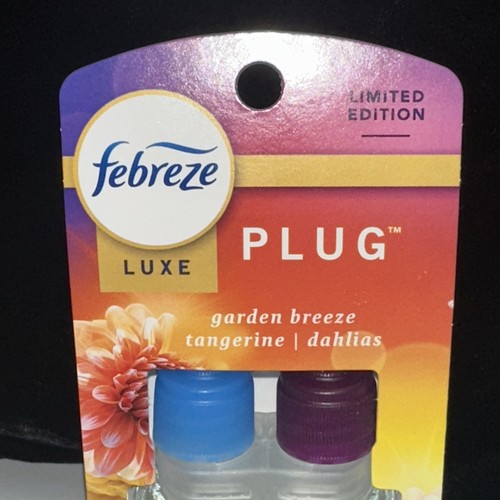 LIMITED
EDITION
febreze
LUXE
PLUG™
garden breeze
tangerine | dahlias